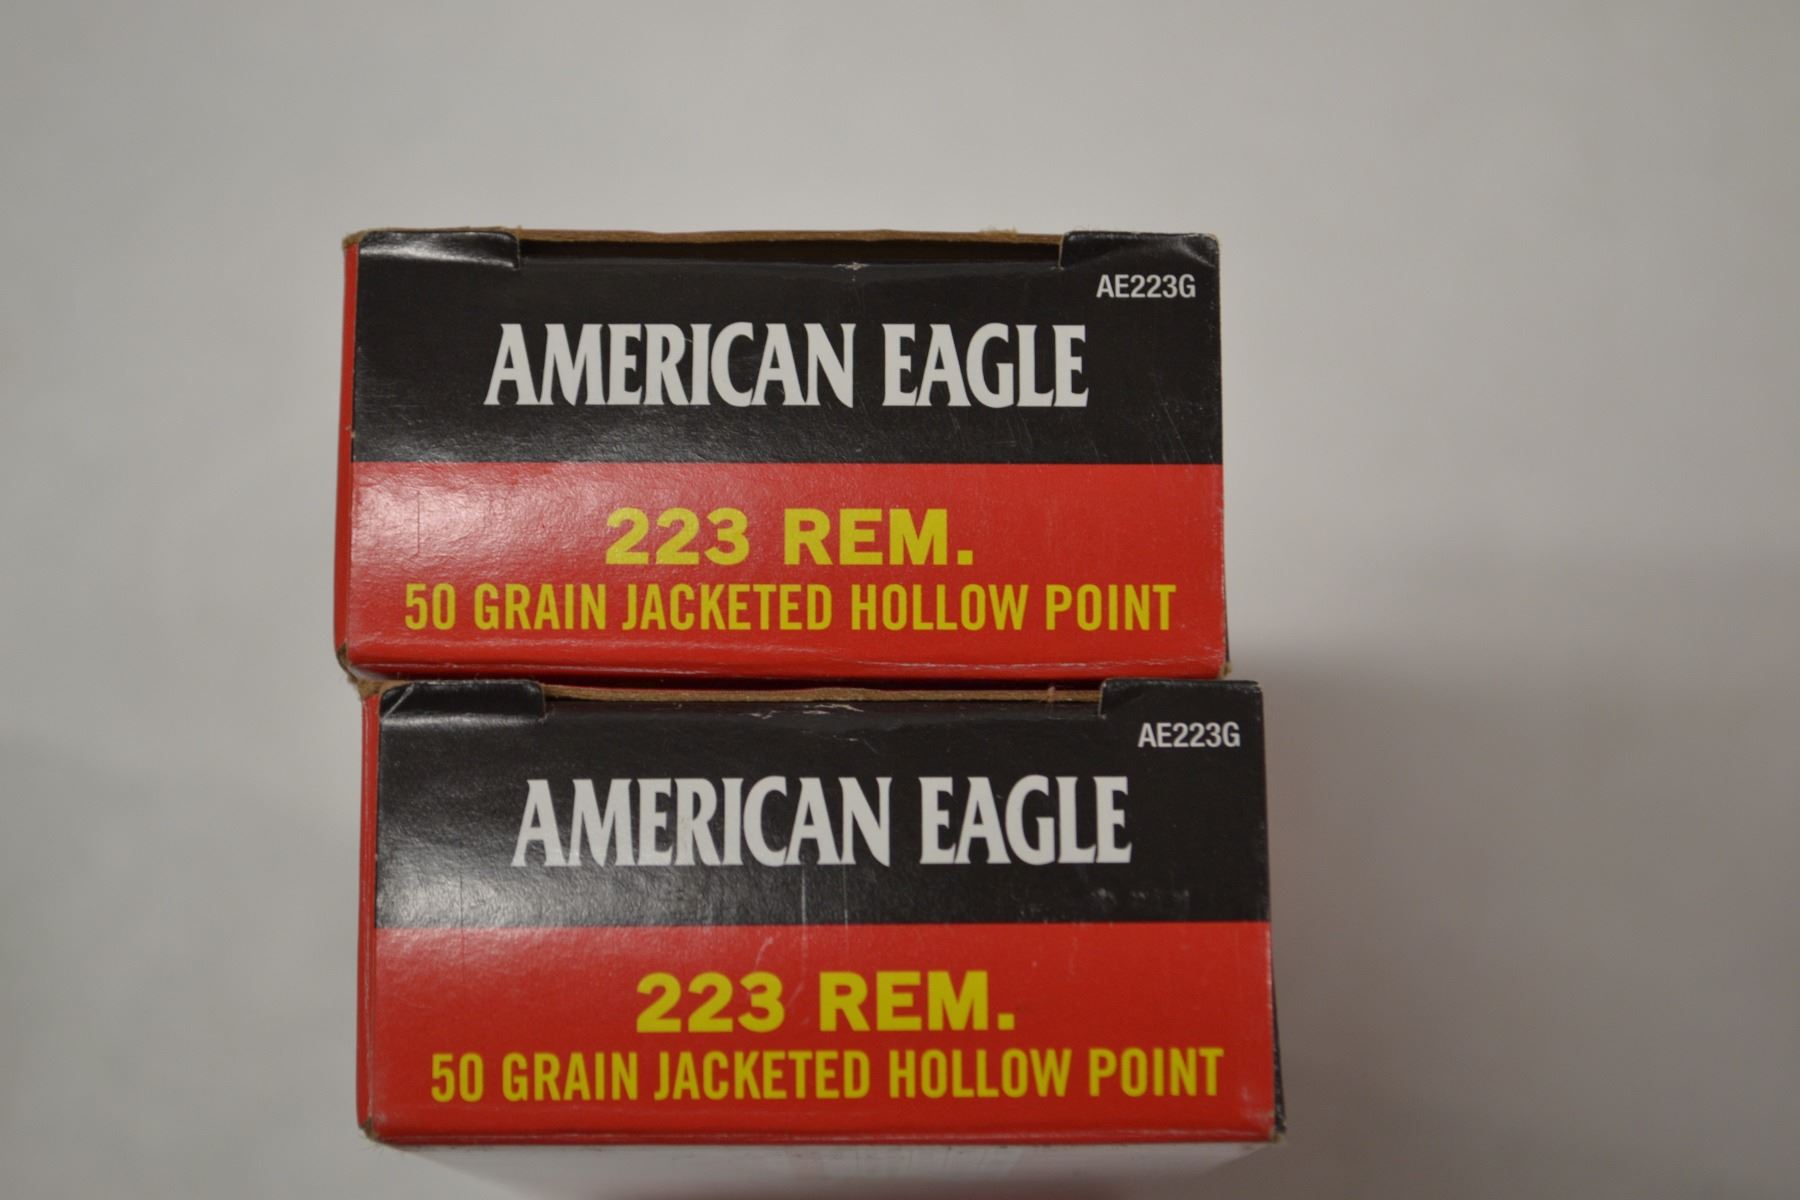 AE223G
AMERICAN EAGLE
223 REM.
50 GRAIN JACKETED HOLLOW POINT
AE223G
AMERICAN EAGLE
223 REM.
50 GRAIN JACKETED HOLLOW POINT